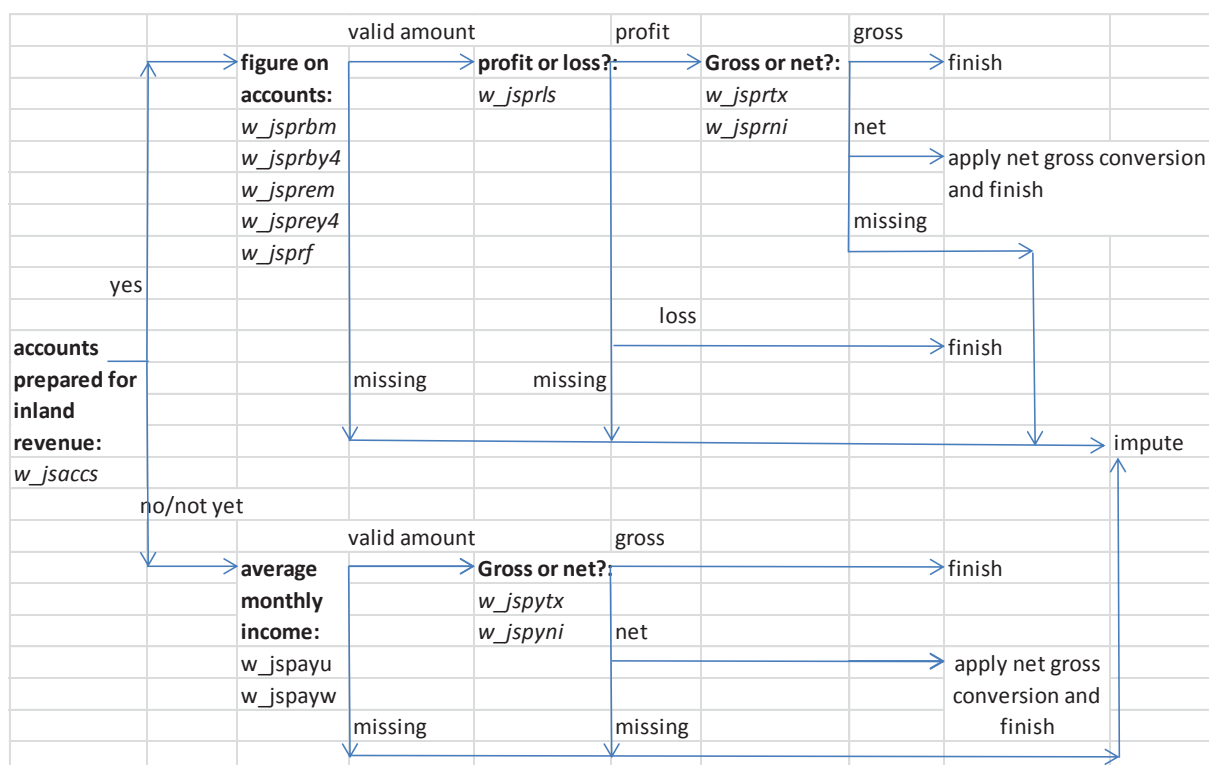 valid amount profit gross
figure on profit or loss?: Gross or net?: finish
accounts: w_jsprls w_jsprtx
w_jsprbm w_jsprni net
w_jsprby4 apply net gross conversion
w_jsprem and finish
w_jsprey4 missing
w_jsprf
yes
loss
accounts finish
prepared for missing missing
inland
revenue: impute
w_jsaccs
no/not yet
valid amount gross
average Gross or net?: finish
monthly w_jspytx
income: w_jspyni net
w_jspayu apply net gross
w_jspayw conversion and
missing missing finish